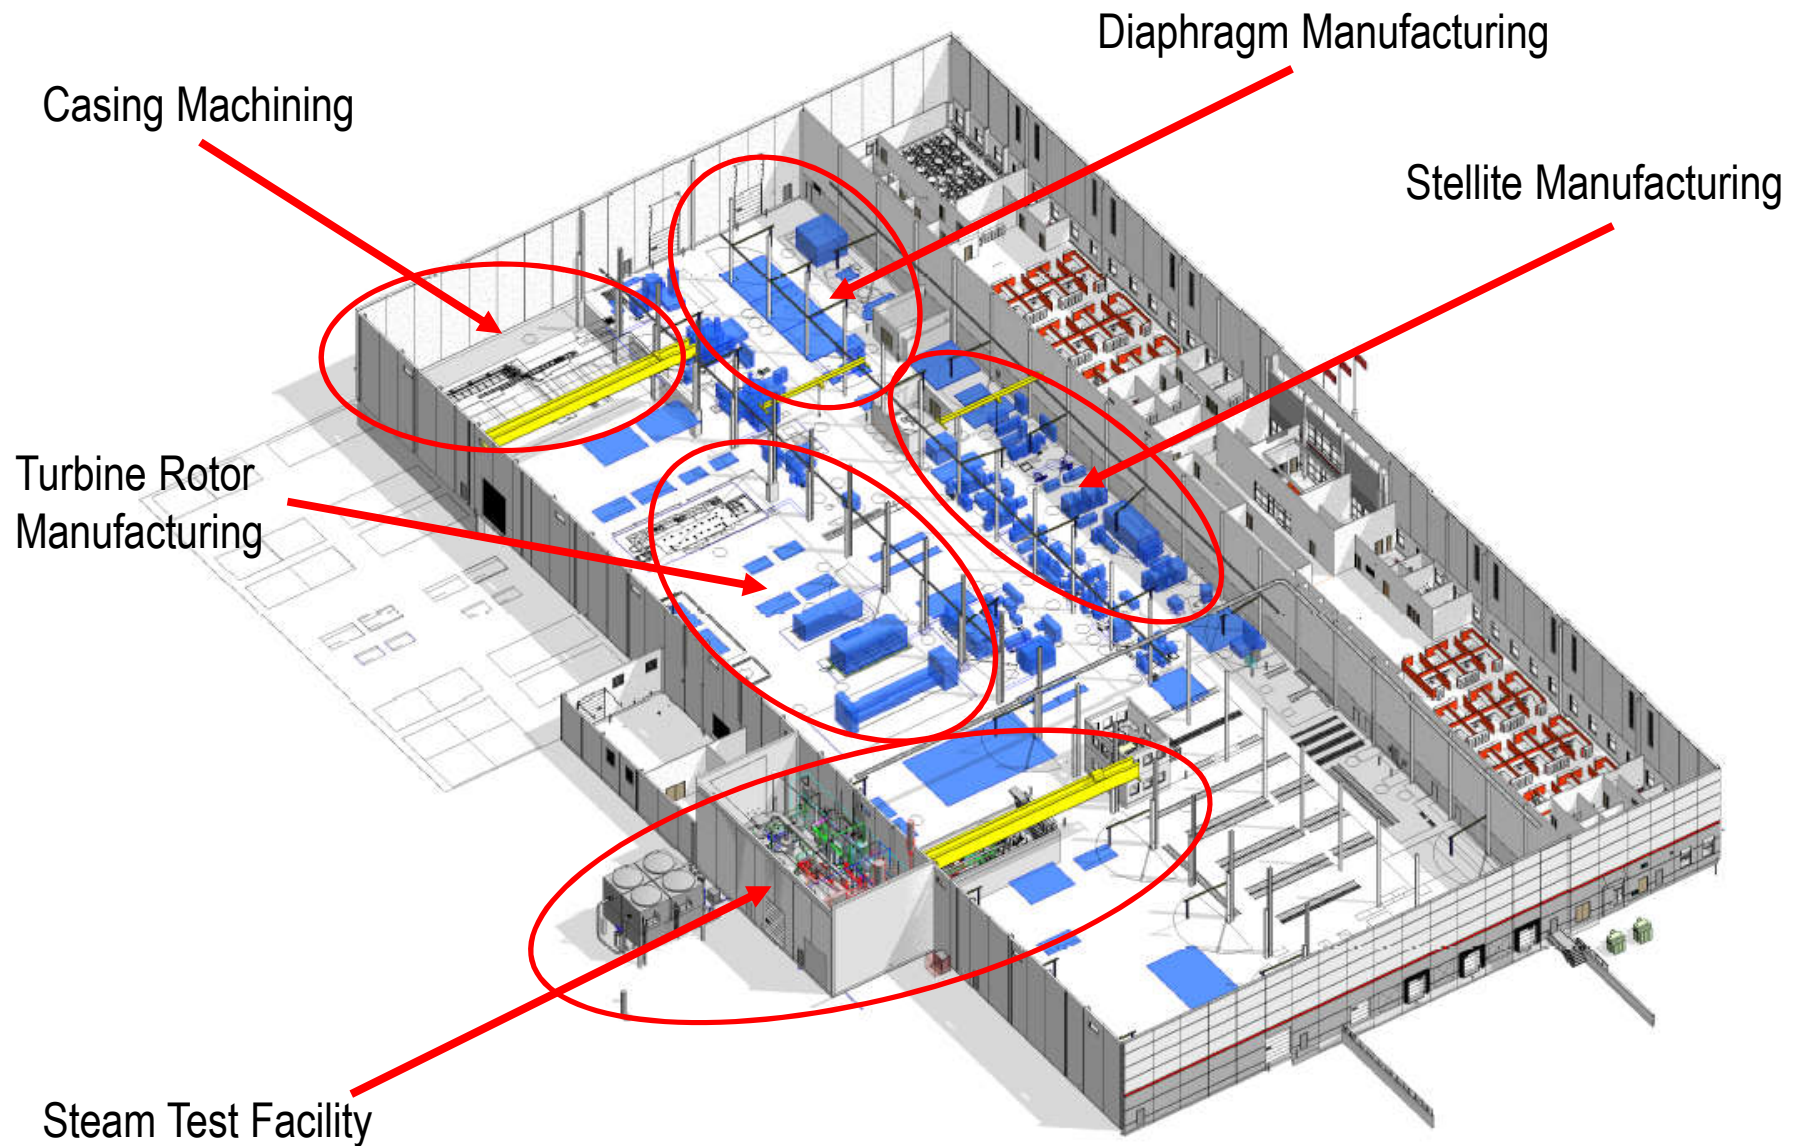 Diaphragm Manufacturing
Casing Machining
Stellite Manufacturing
Turbine Rotor
Manufacturing
Steam Test Facility